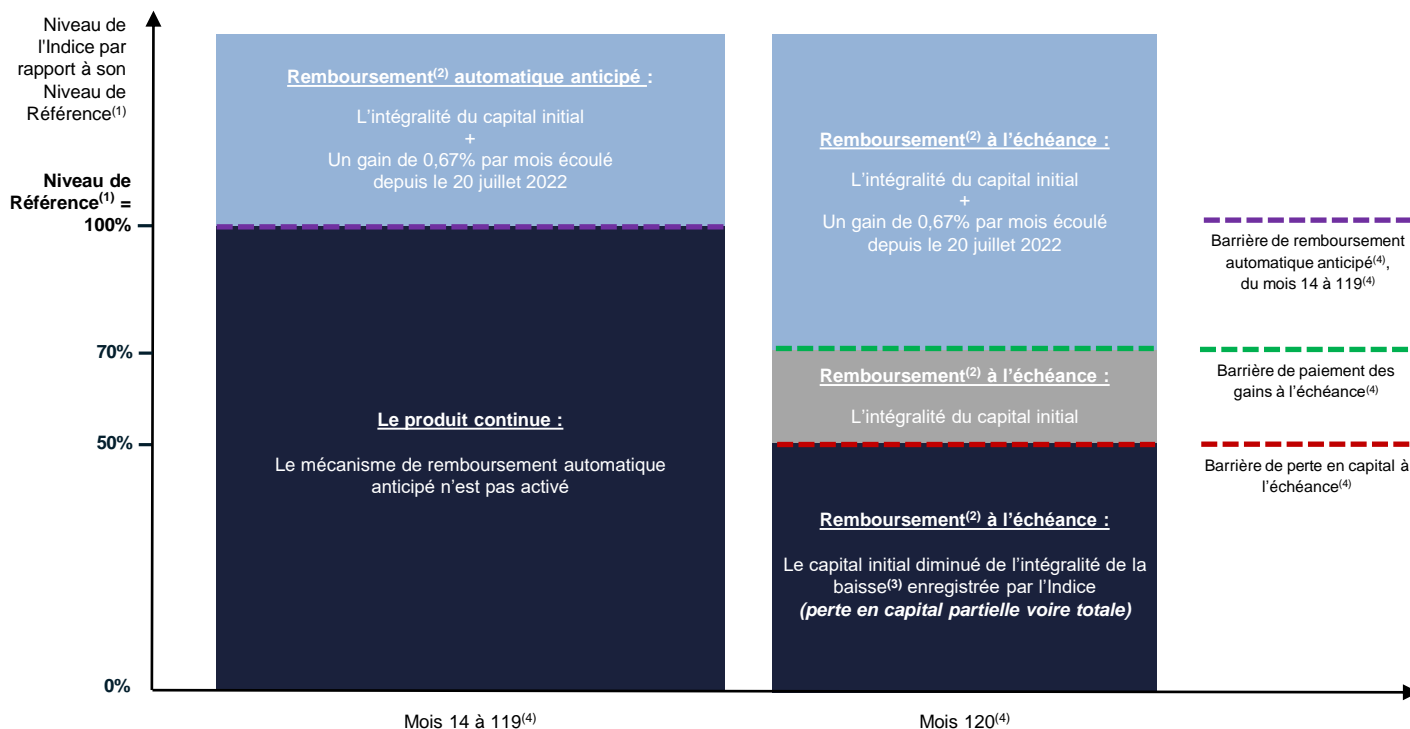 Niveau de
l'Indice par
rapport à son
Niveau de
Référence(1)
Niveau de
Référence(1) =
100%
70%
50%
0%
Remboursement(2) automatique anticipé :
L'intégralité du capital initial
+
Un gain de 0,67% par mois écoulé
depuis le 20 juillet 2022
Le produit continue :
Le mécanisme de remboursement automatique
anticipé n'est pas activé
Mois 14 à 119(4)
Remboursement(2) à l'échéance :
L'intégralité du capital initial
+
Un gain de 0,67% par mois écoulé
depuis le 20 juillet 2022
Remboursement(2) à l'échéance :
L'intégralité du capital initial
Remboursement(2) à l'échéance :
Le capital initial diminué de l'intégralité de la
baisse(3) enregistrée par l'Indice
(perte en capital partielle voire totale)
Mois 120(4)
Barrière de remboursement
automatique anticipé(4),
du mois 14 à 119(4)
Barrière de paiement des
gains à l'échéance(4)
Barrière de perte en capital à
l'échéance(4)